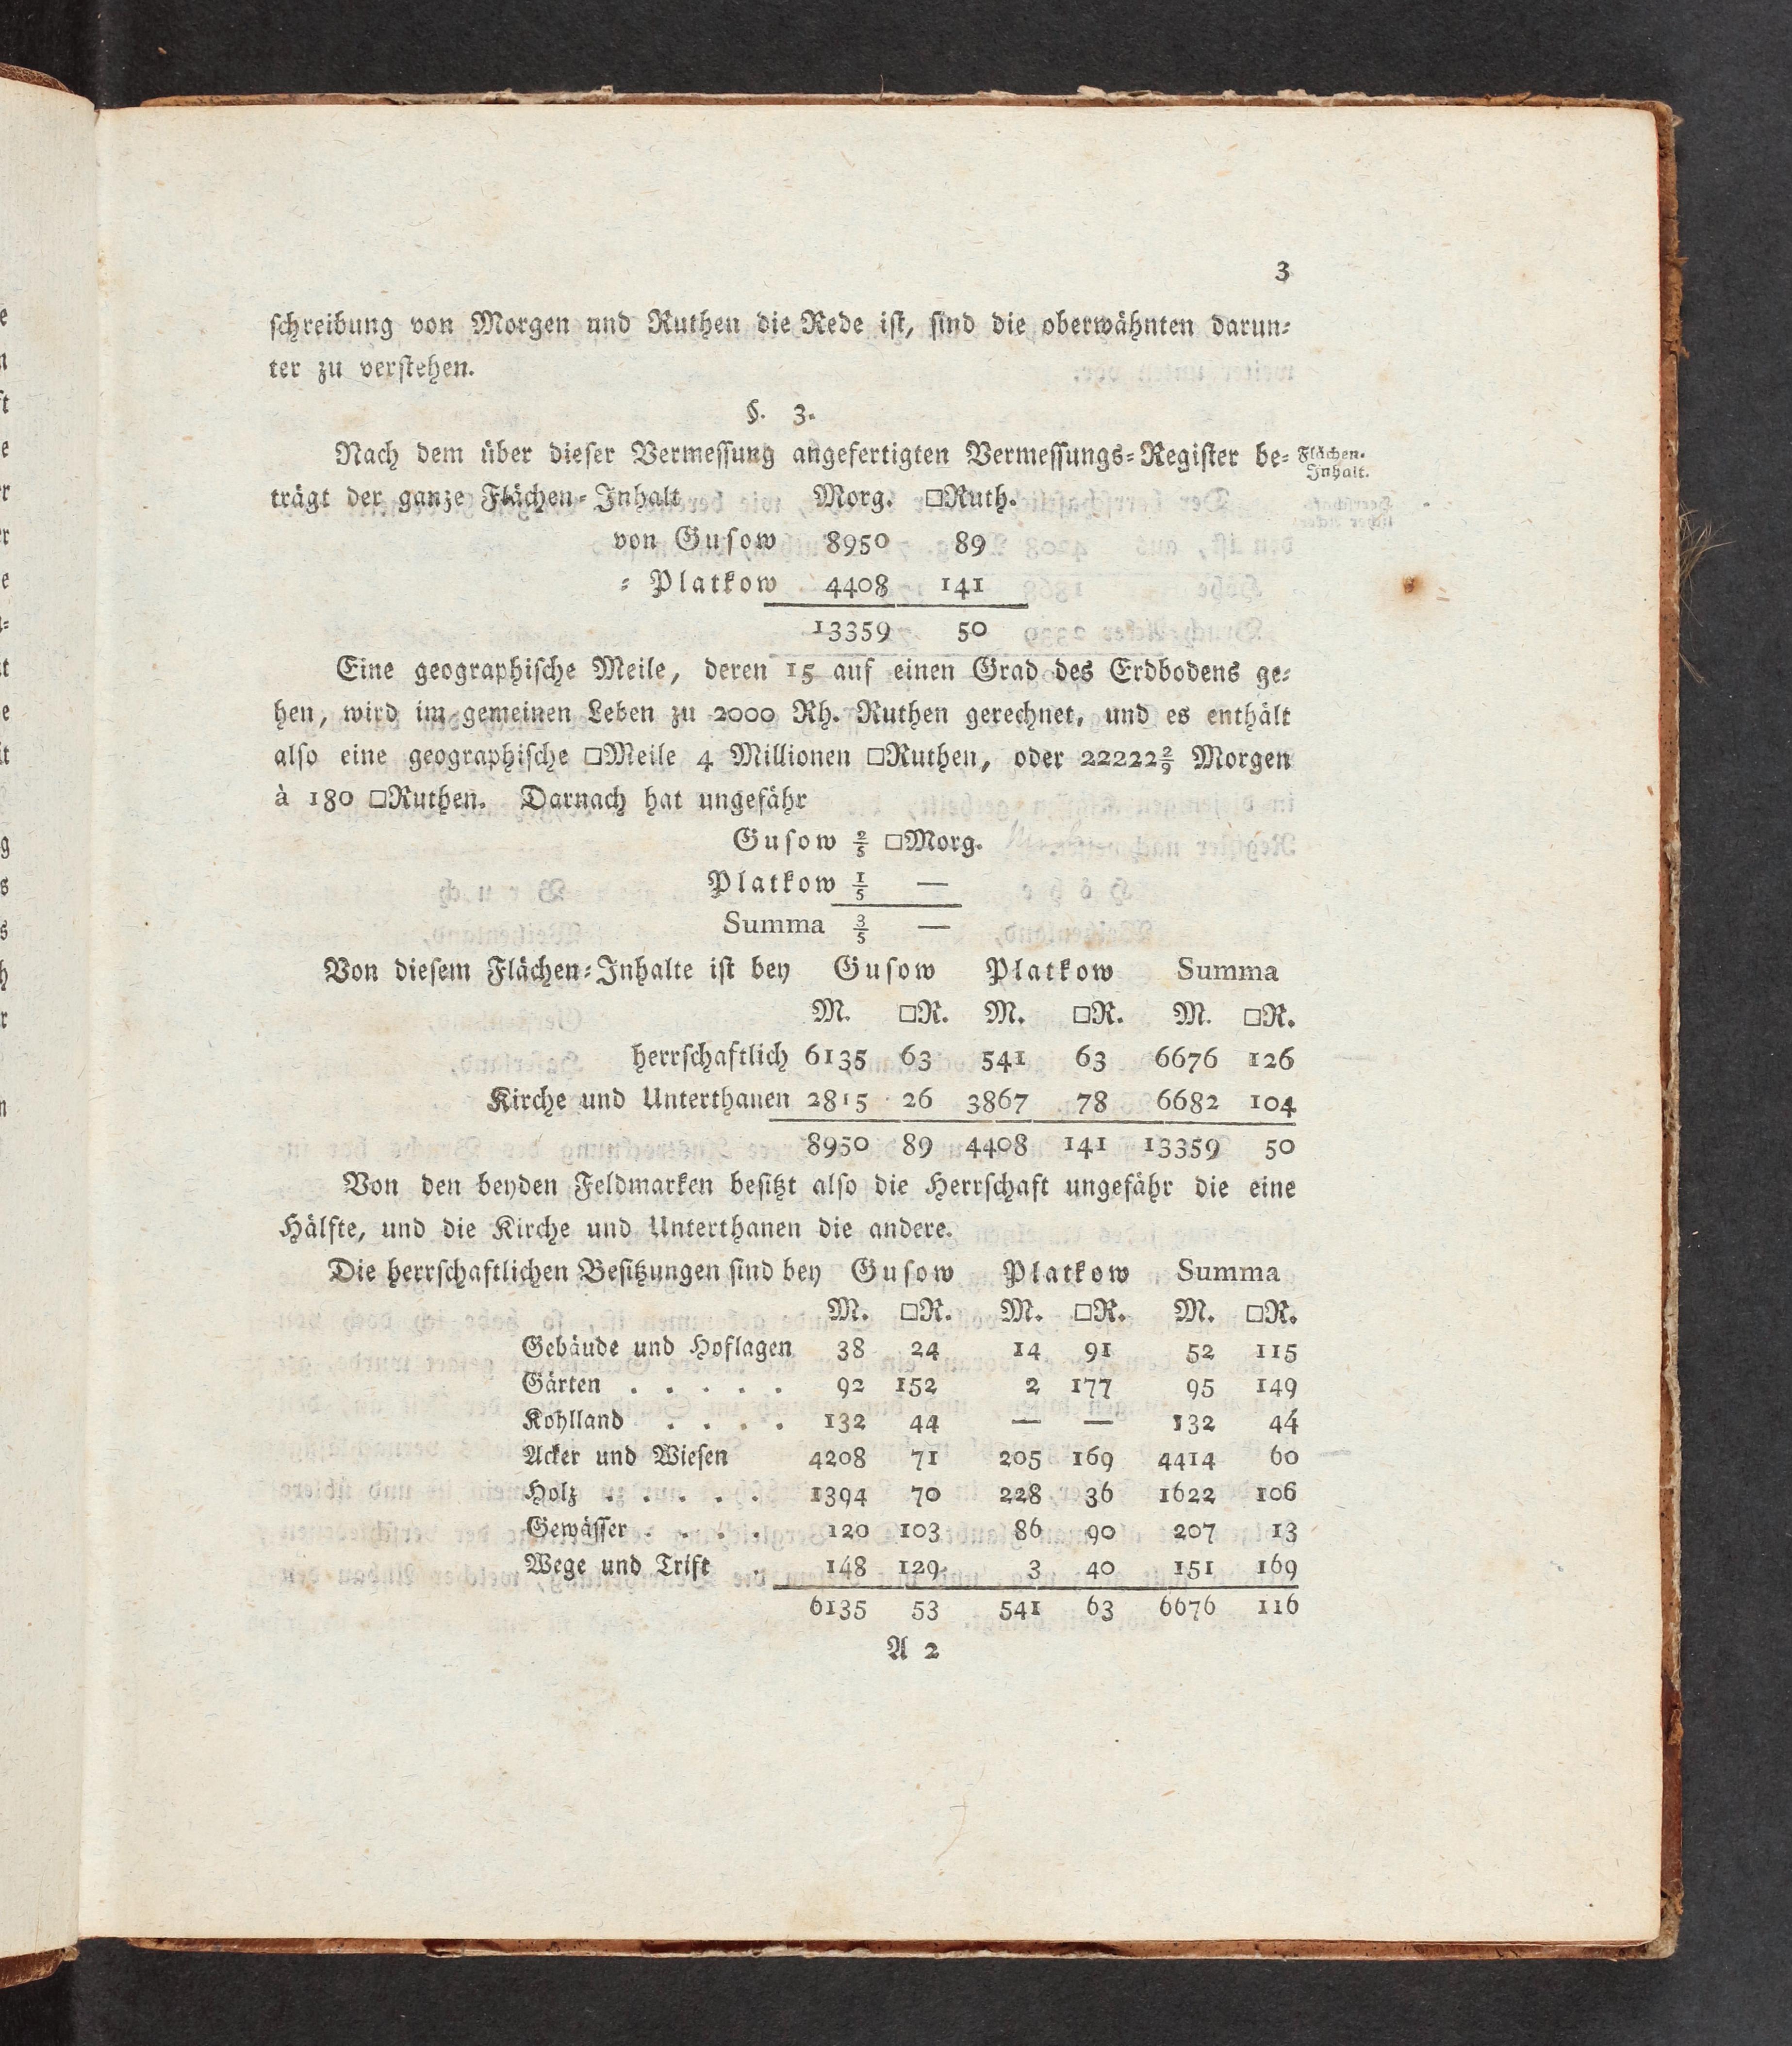 3
schreibung von Morgen und Ruthen die Rede ist, sind die oberwähnten darun-
ter zu verstehen.
§. 3.
Nach dem über dieser Vermessung angefertigten Vermessungs-Register be-
Flächen-
Inhalt.
trägt der ganze Flächen-Inhalt Morg. □Ruth.
von Gusow 8950 89
= Platkow 4408 141
13359 50
Eine geographische Meile, deren 15 auf einen Grad des Erdbodens ge-
hen, wird im gemeinen Leben zu 2000 Rh. Ruthen gerechnet, und es enthält
also eine geographische □Meile 4 Millionen □Ruthen, oder 22222 2/9 Morgen
à 180 □Ruthen. Darnach hat ungefähr
Gusow 2/5 □Morg.
Platkow 1/5 —
Summa 3/5 —
Von diesem Flächen-Inhalte ist bey Gusow Platkow Summa
M. □R. M. □R. M. □R.
herrschaftlich 6135 63 541 63 6676 126
Kirche und Unterthanen 2815 26 3867 78 6682 104
8950 89 4408 141 13359 50
Von den beyden Feldmarken besitzt also die Herrschaft ungefähr die eine
Hälfte, und die Kirche und Unterthanen die andere.
Die herrschaftlichen Besitzungen sind bey Gusow Platkow Summa
M. □R. M. □R. M. □R.
Gebäude und Hoflagen 38 24 14 91 52 115
Gärten . . . . . 92 152 2 177 95 149
Kohlland . . . . 132 44 — — 132 44
Acker und Wiesen 4208 71 205 169 4414 60
Holz . . . . . 1394 70 228 36 1622 106
Gewässer . . . . 120 103 86 90 207 13
Wege und Trift . 148 129 3 40 151 169
6135 53 541 63 6676 116
A 2